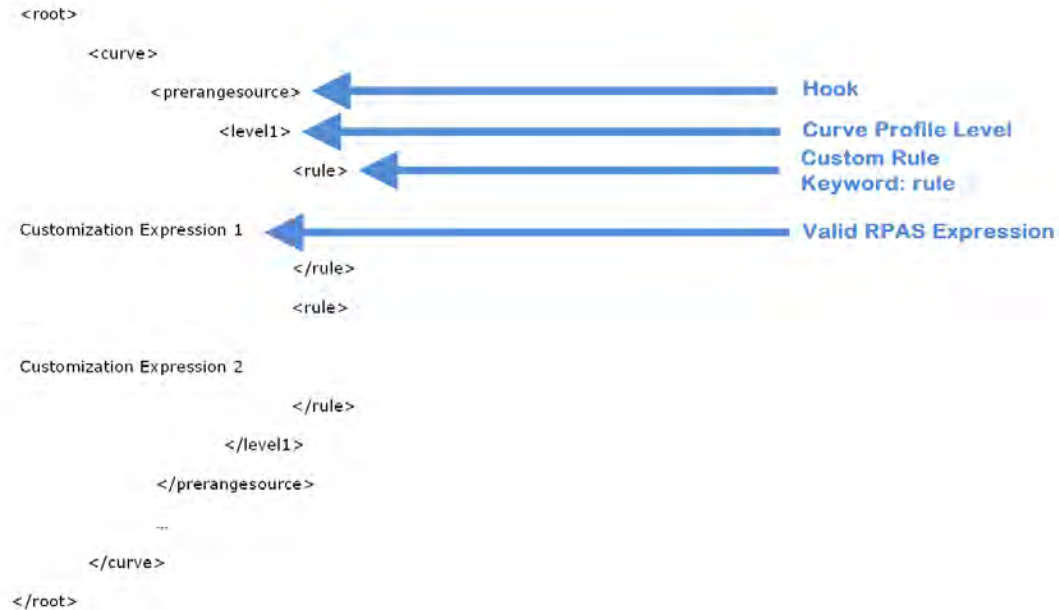 <root>
<curve>
<prerangesource> Hook
<level1> Curve Profile Level
<rule> Custom Rule
Keyword: rule
Customization Expression 1 Valid RPAS Expression
</rule>
<rule>
Customization Expression 2
</rule>
</level1>
</prerangesource>
...
</curve>
</root>